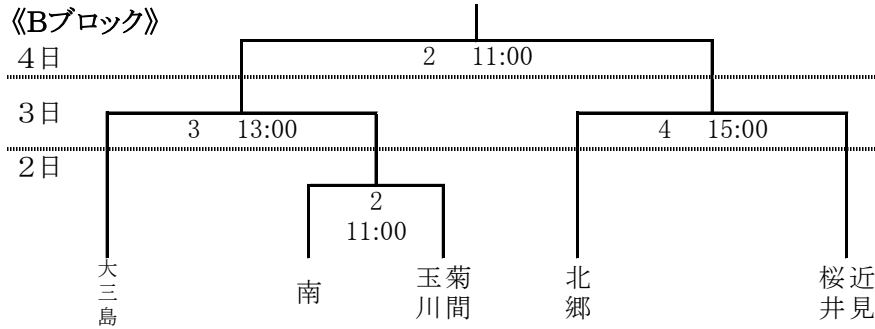 《Bブロック》
4日
2 11:00
3日
3 13:00
4 15:00
2日
2
11:00
大三島
南
菊間
玉川
北郷
近見
桜井